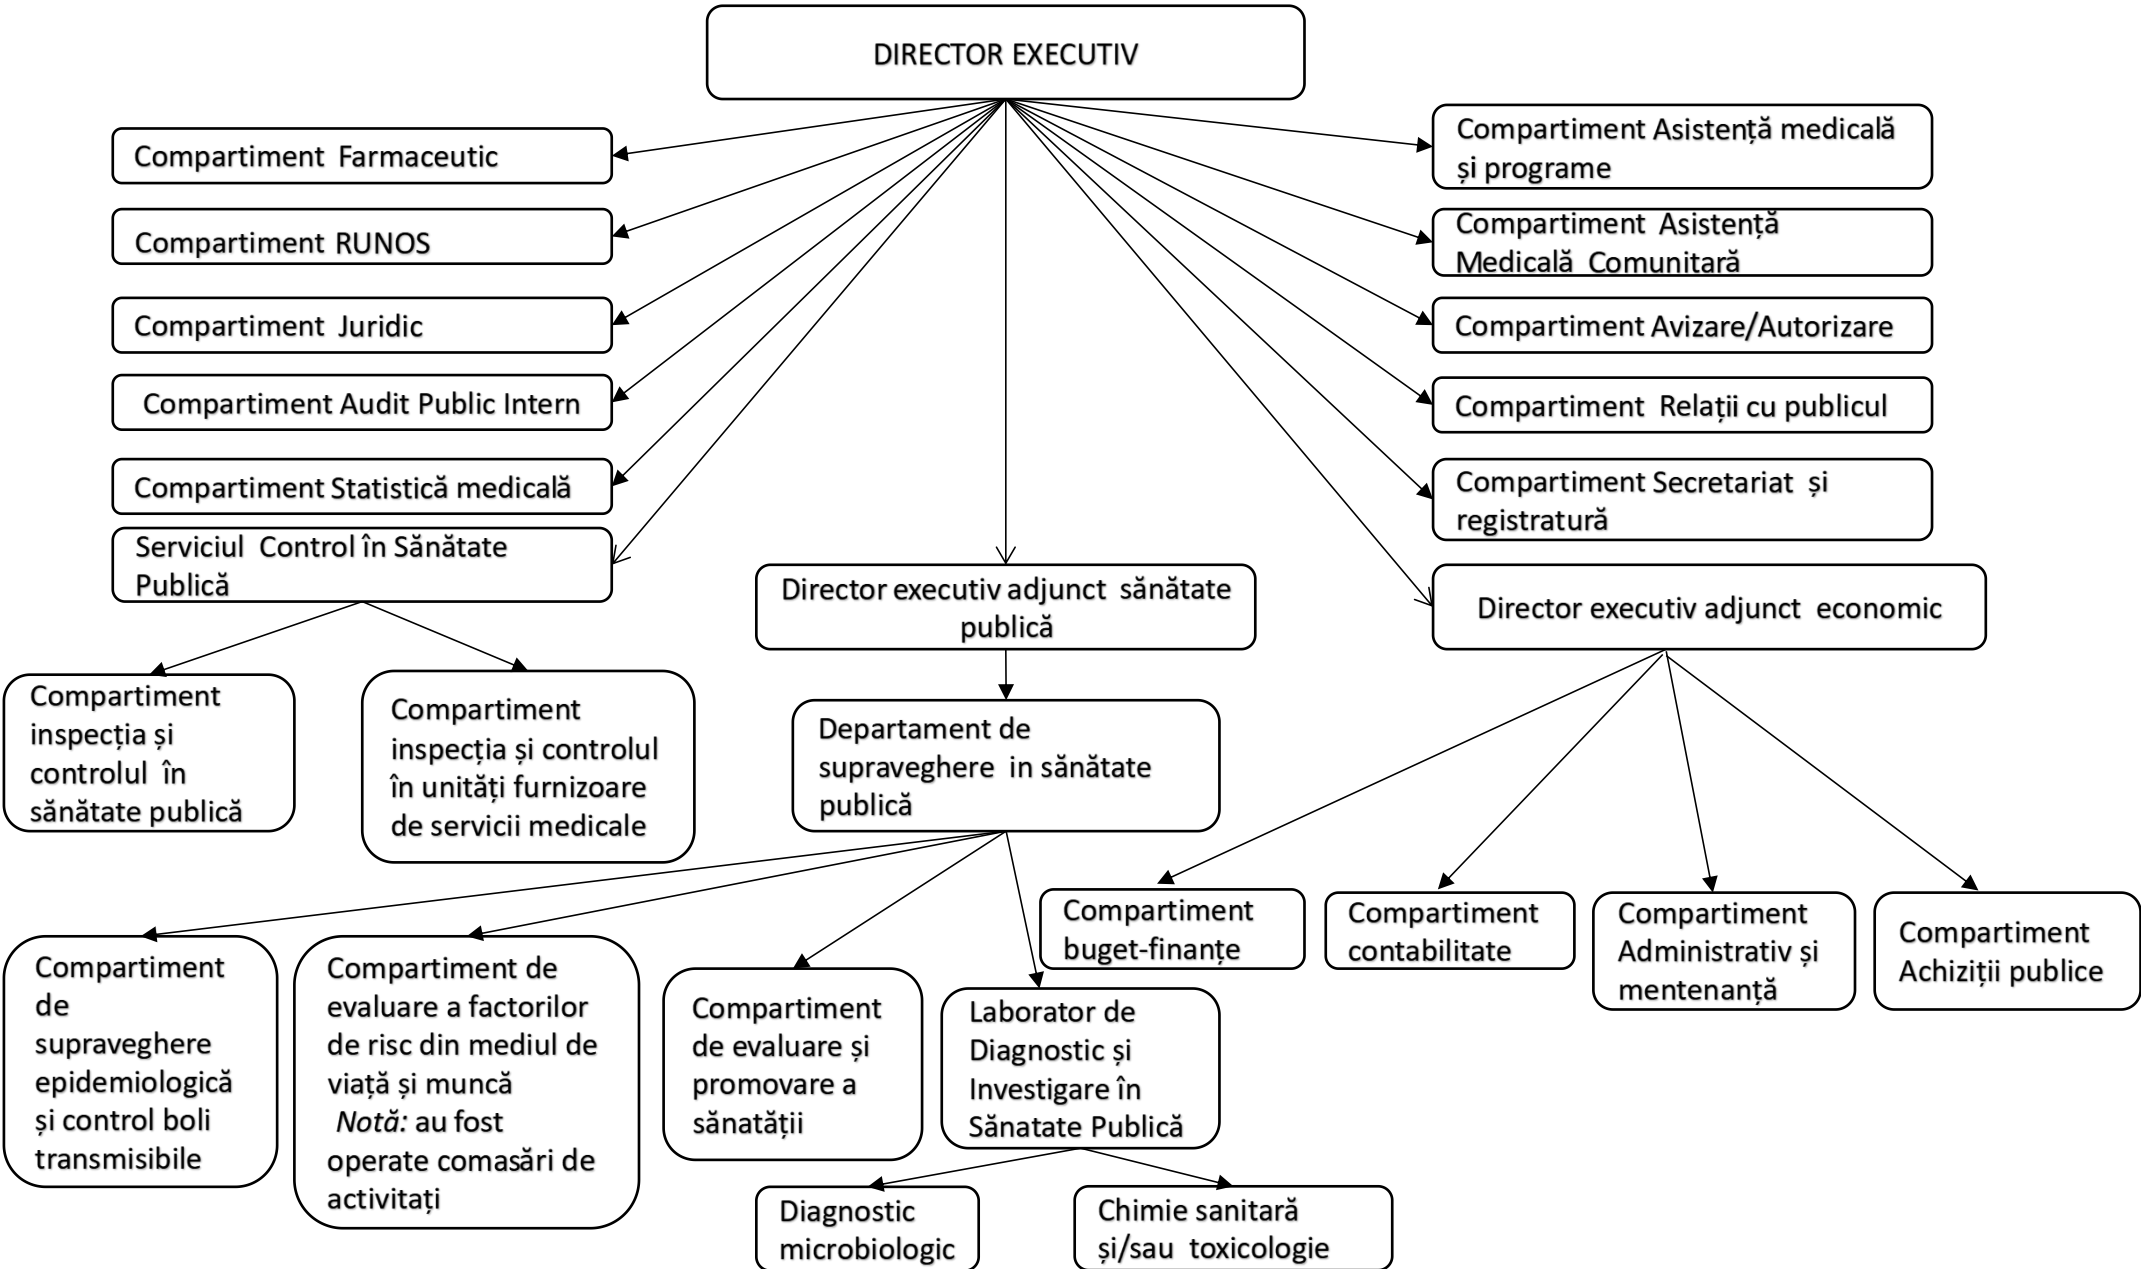 DIRECTOR EXECUTIV
Compartiment Farmaceutic
Compartiment RUNOS
Compartiment Juridic
Compartiment Audit Public Intern
Compartiment Statistică medicală
Serviciul Control în Sănătate
Publică
Compartiment Asistență medicală
și programe
Compartiment Asistență
Medicală Comunitară
Compartiment Avizare/Autorizare
Compartiment Relații cu publicul
Compartiment Secretariat și
registratură
Director executiv adjunct sănătate
publică
Director executiv adjunct economic
Compartiment
inspecția și
controlul în
sănătate publică
Compartiment
inspecția și controlul
în unități furnizoare
de servicii medicale
Departament de
supraveghere in sănătate
publică
Compartiment
de
supraveghere
epidemiologică
și control boli
transmisibile
Compartiment de
evaluare a factorilor
de risc din mediul de
viață și muncă
Notă: au fost
operate comasări de
activitați
Compartiment
de evaluare și
promovare a
sănatății
Laborator de
Diagnostic și
Investigare în
Sănatate Publică
Compartiment
buget-finanțe
Compartiment
contabilitate
Compartiment
Administrativ și
mentenanță
Compartiment
Achiziții publice
Diagnostic
microbiologic
Chimie sanitară
și/sau toxicologie